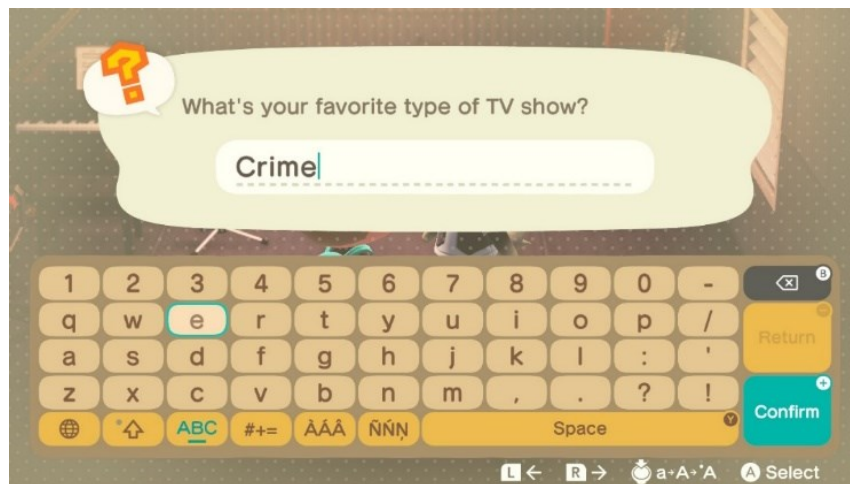 What's your favorite type of TV show?
Crime
1 2 3 4 5 6 7 8 9 0 - B
q w e r t y u i o p / Return
a s d f g h j k l : '
z x c v b n m , . ? ! + Confirm
ABC #+= ÀÁÂ ÑŃŅ Space Y
L ← R → a→A→*A A Select